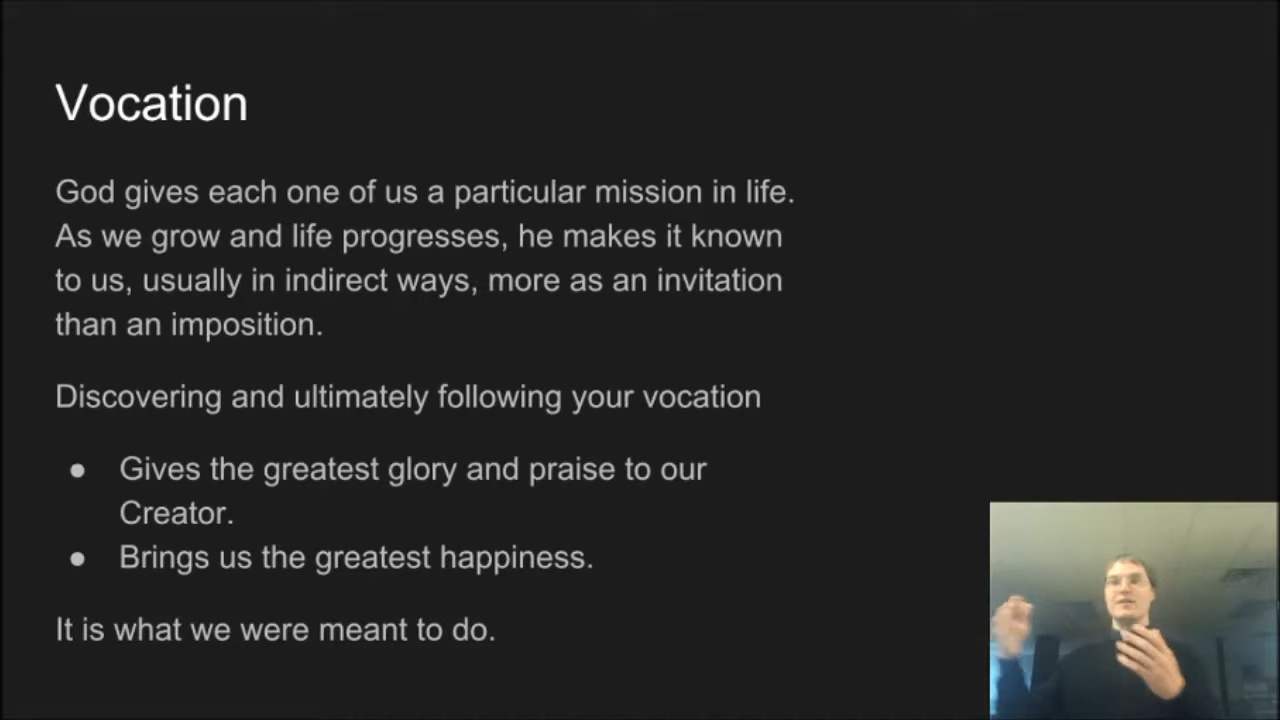 Vocation
God gives each one of us a particular mission in life.
As we grow and life progresses, he makes it known
to us, usually in indirect ways, more as an invitation
than an imposition.
Discovering and ultimately following your vocation
● Gives the greatest glory and praise to our
Creator.
● Brings us the greatest happiness.
It is what we were meant to do.